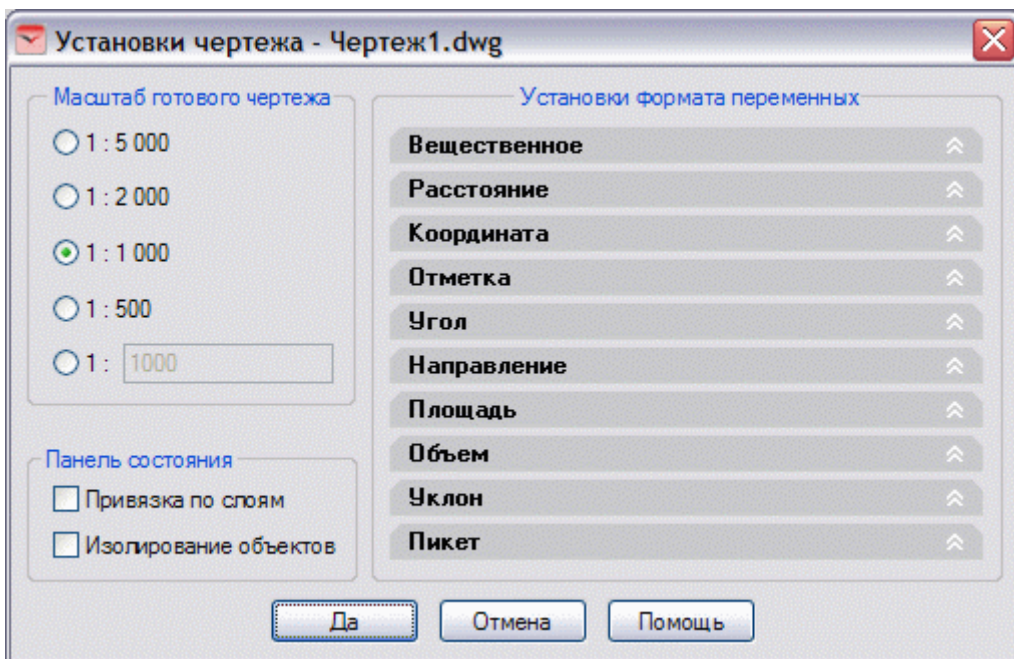 Установки чертежа - Чертеж1.dwg
Масштаб готового чертежа
1 : 5 000
1 : 2 000
1 : 1 000
1 : 500
1 : 1000
Панель состояния
Привязка по слоям
Изолирование объектов
Установки формата переменных
Вещественное
Расстояние
Координата
Отметка
Угол
Направление
Площадь
Объем
Уклон
Пикет
Да Отмена Помощь